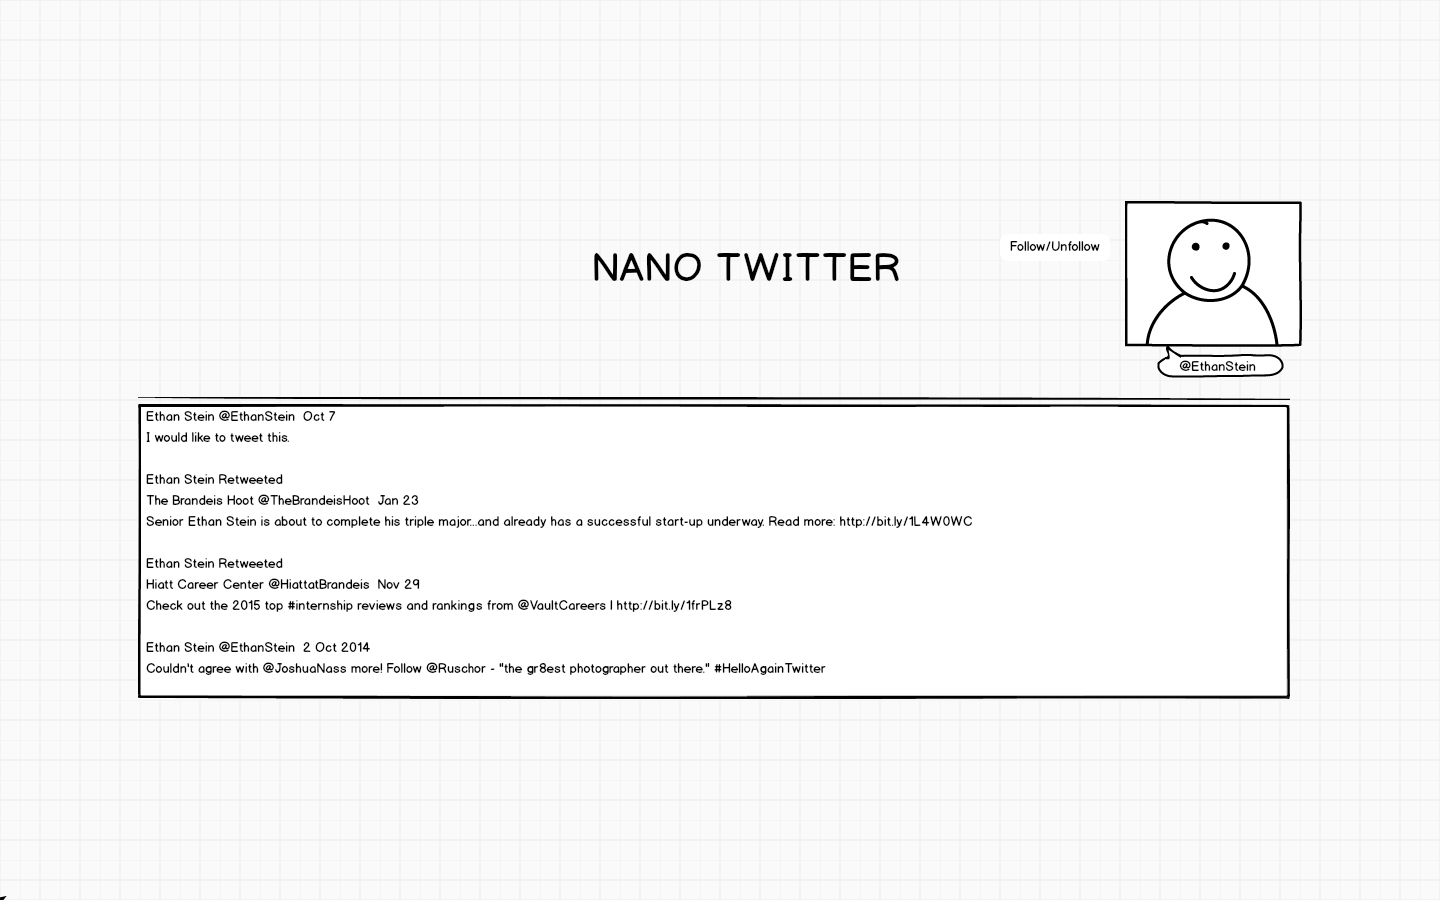 NANO TWITTER
Follow/Unfollow
@EthanStein
Ethan Stein @EthanStein  Oct 7
I would like to tweet this.
Ethan Stein Retweeted
The Brandeis Hoot @TheBrandeisHoot  Jan 23
Senior Ethan Stein is about to complete his triple major...and already has a successful start-up underway. Read more: http://bit.ly/1L4W0WC
Ethan Stein Retweeted
Hiatt Career Center @HiattatBrandeis  Nov 29
Check out the 2015 top #internship reviews and rankings from @VaultCareers | http://bit.ly/1frPLz8
Ethan Stein @EthanStein  2 Oct 2014
Couldn't agree with @JoshuaNass more! Follow @Ruschor - "the gr8est photographer out there." #HelloAgainTwitter